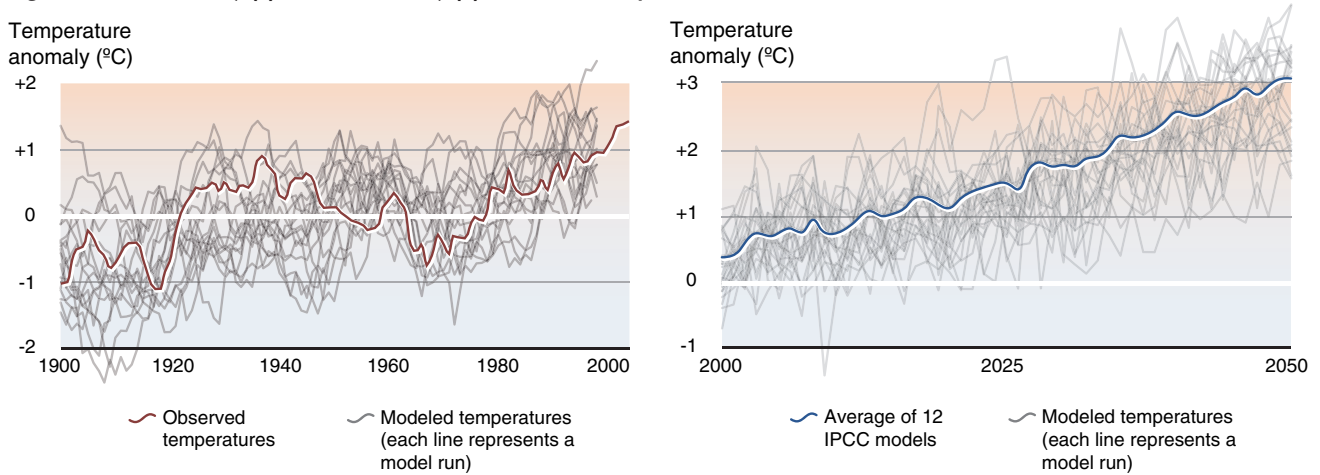 Temperature
anomaly (ºC)
+2
+1
0
-1
-2
1900
1920
1940
1960
1980
2000
Observed
temperatures
Modeled temperatures
(each line represents a
model run)
Temperature
anomaly (ºC)
+3
+2
+1
0
-1
2000
2025
2050
Average of 12
IPCC models
Modeled temperatures
(each line represents a
model run)